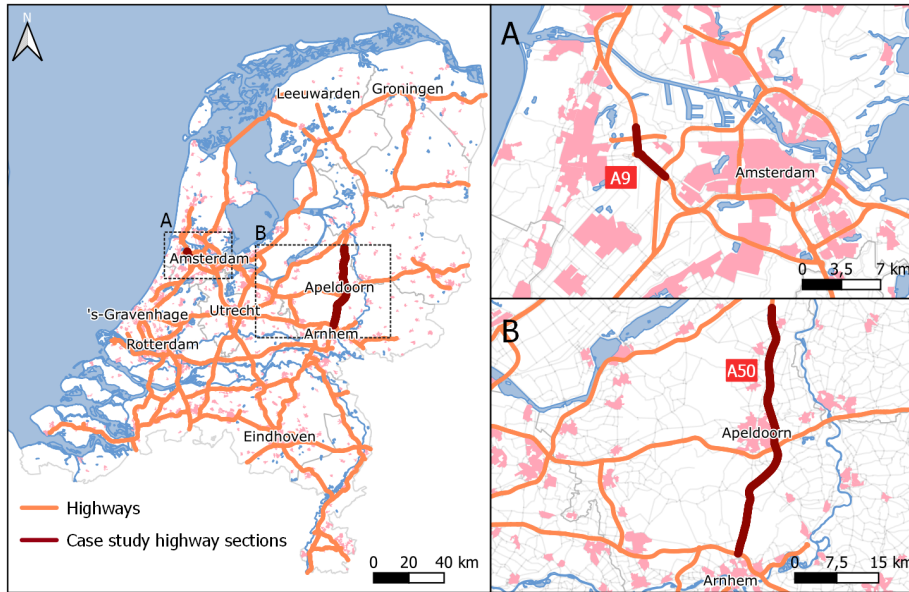 N
Leeuwarden
Groningen
A
B
Amsterdam
Apeldoorn
's-Gravenhage
Utrecht
Rotterdam
Arnhem
Eindhoven
Highways
Case study highway sections
0 20 40 km
A
A9
Amsterdam
0 3,5 7 km
B
A50
Apeldoorn
Arnhem
0 7,5 15 km